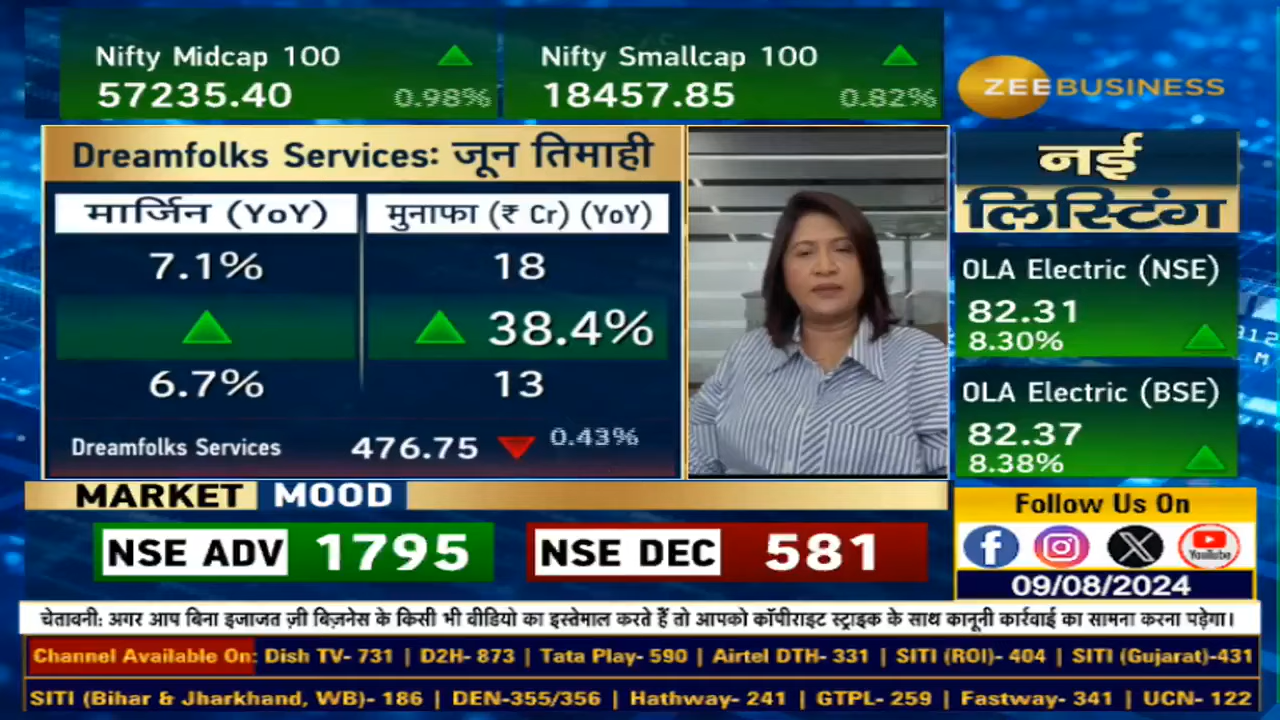 Nifty Midcap 100
57235.40 0.98%
Nifty Smallcap 100
18457.85 0.82%
ZEEBUSINESS
Dreamfolks Services: जून तिमाही
मार्जिन (YoY)
मुनाफा (₹ Cr) (YoY)
7.1%
18
38.4%
6.7%
13
Dreamfolks Services 476.75 0.43%
नई
लिस्टिंग
OLA Electric (NSE)
82.31
8.30%
OLA Electric (BSE)
82.37
8.38%
MARKET MOOD
NSE ADV 1795
NSE DEC 581
Follow Us On
YouTube
09/08/2024
चेतावनी: अगर आप बिना इजाजत ज़ी बिज़नेस के किसी भी वीडियो का इस्तेमाल करते हैं तो आपको कॉपीराइट स्ट्राइक के साथ कानूनी कार्रवाई का सामना करना पड़ेगा।
Channel Available On: Dish TV- 731 | D2H- 873 | Tata Play- 590 | Airtel DTH- 331 | SITI (ROI)- 404 | SITI (Gujarat)-431
SITI (Bihar & Jharkhand, WB)- 186 | DEN-355/356 | Hathway- 241 | GTPL- 259 | Fastway- 341 | UCN- 122